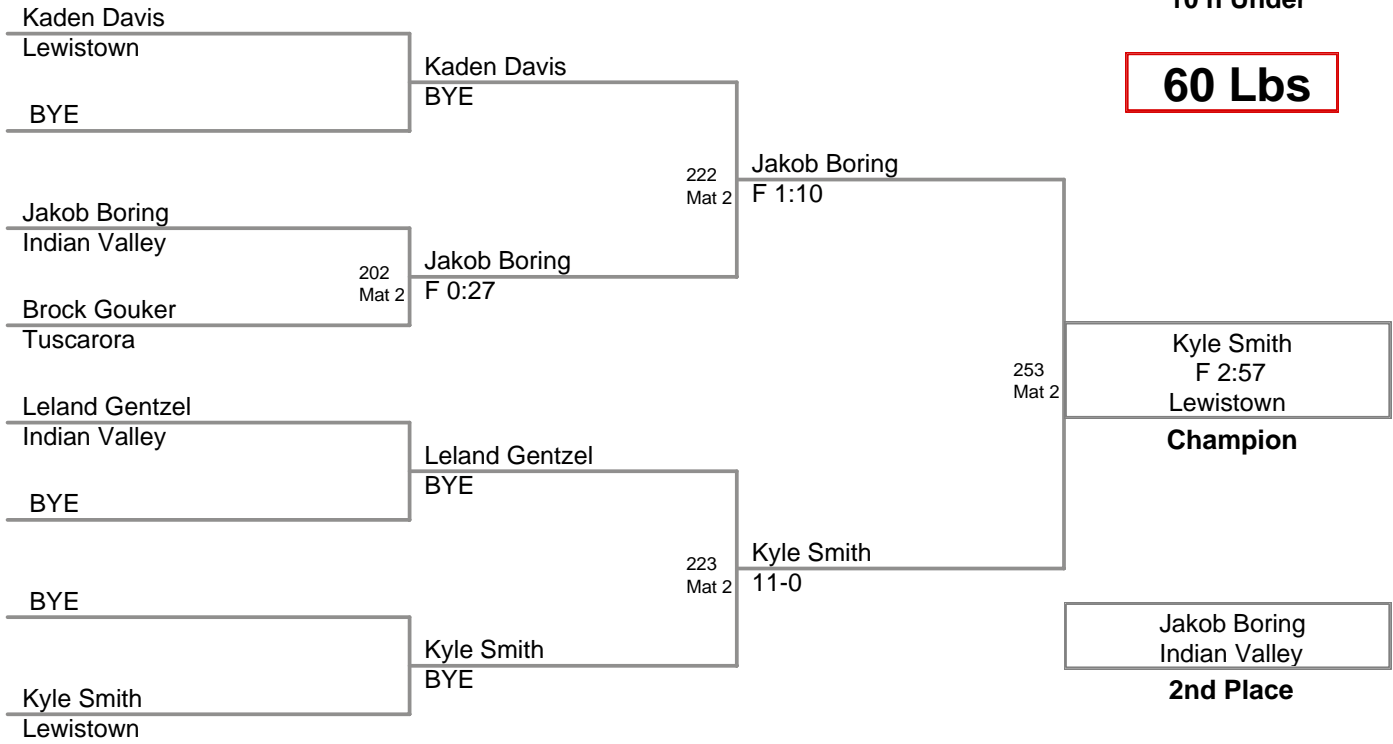 10 n Under
60 Lbs
Kaden Davis
Lewistown
BYE
Jakob Boring
Indian Valley
Brock Gouker
Tuscarora
Leland Gentzel
Indian Valley
BYE
BYE
Kyle Smith
Lewistown
Kaden Davis
BYE
202
Mat 2
Jakob Boring
F 0:27
Leland Gentzel
BYE
Kyle Smith
BYE
222
Mat 2
Jakob Boring
F 1:10
223
Mat 2
Kyle Smith
11-0
253
Mat 2
Kyle Smith
F 2:57
Lewistown
Champion
Jakob Boring
Indian Valley
2nd Place